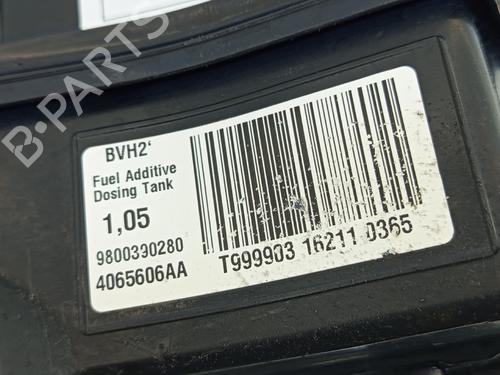 B-PARTS
BVH2'
Fuel Additive
Dosing Tank
1,05
9800390280
4065606AA
T999903 16211 0365